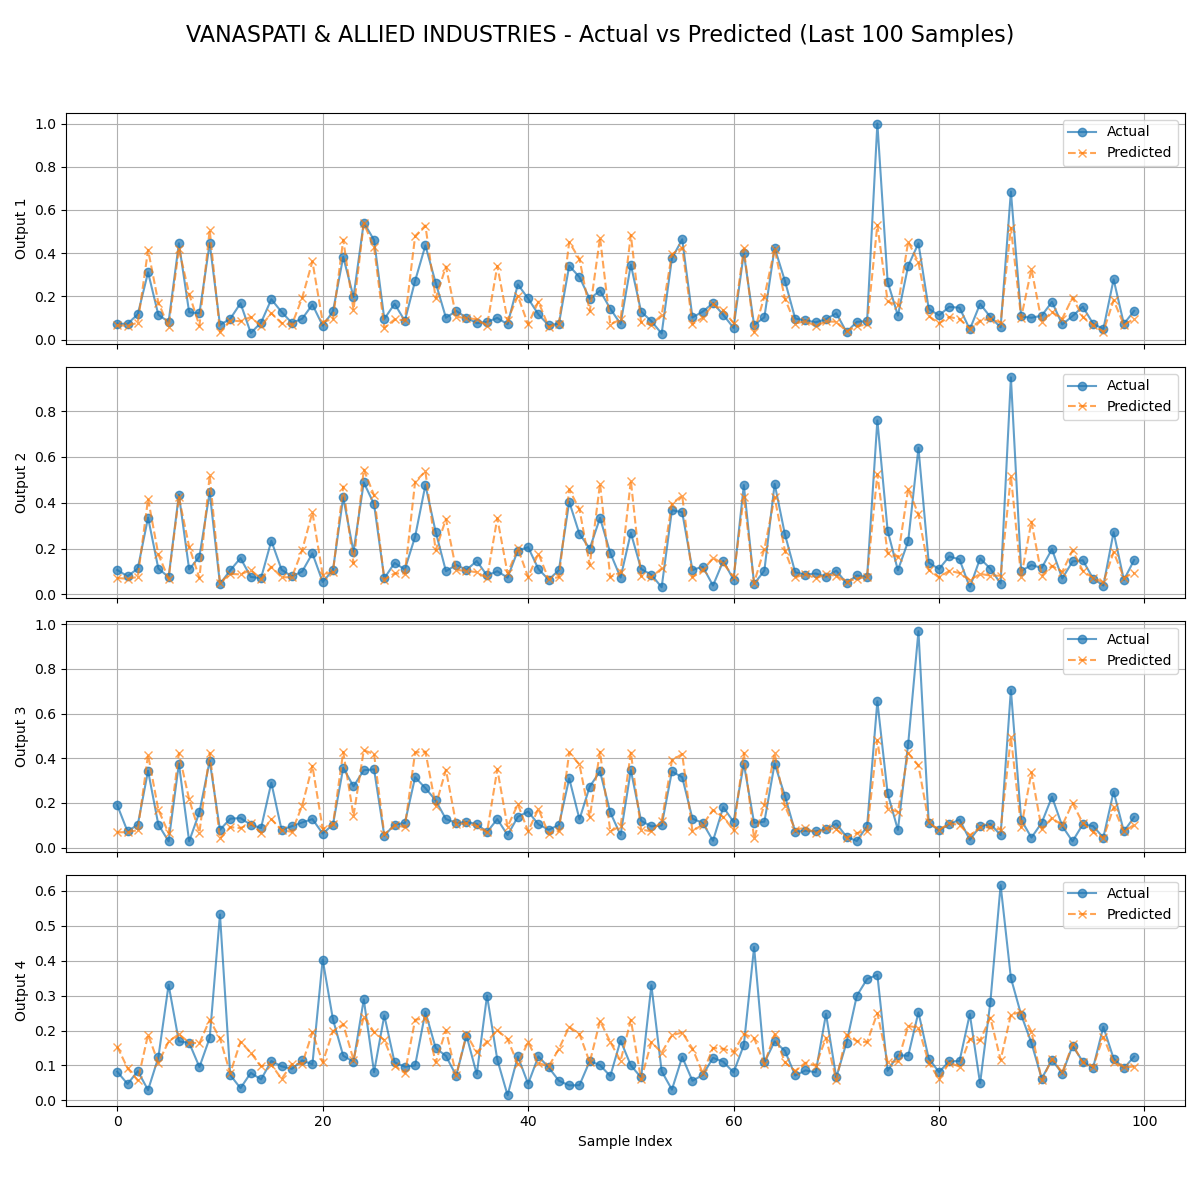 VANASPATI & ALLIED INDUSTRIES - Actual vs Predicted (Last 100 Samples)
1.0
0.8
0.6
0.4
0.2
0.0
Output 1
Actual
Predicted
0.8
0.6
0.4
0.2
0.0
Output 2
Actual
Predicted
1.0
0.8
0.6
0.4
0.2
0.0
Output 3
Actual
Predicted
0.6
0.5
0.4
0.3
0.2
0.1
0.0
Output 4
Actual
Predicted
0 20 40 60 80 100
Sample Index